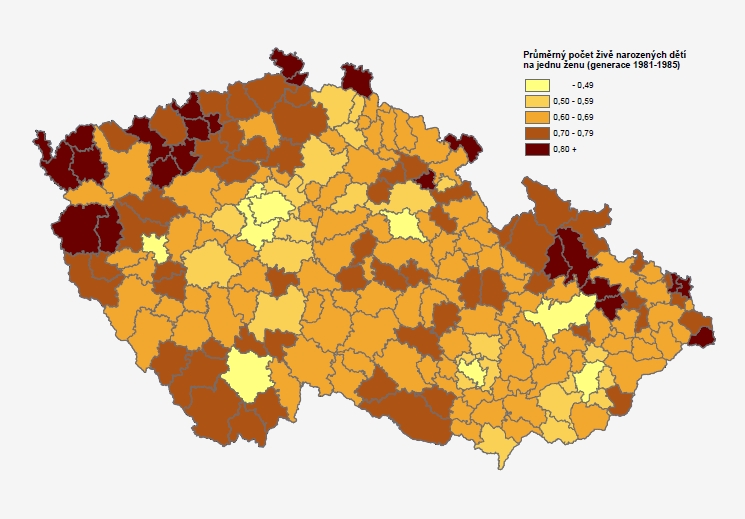 Průměrný počet živě narozených dětí
na jednu ženu (generace 1981-1985)
- 0,49
0,50 - 0,59
0,60 - 0,69
0,70 - 0,79
0,80 +